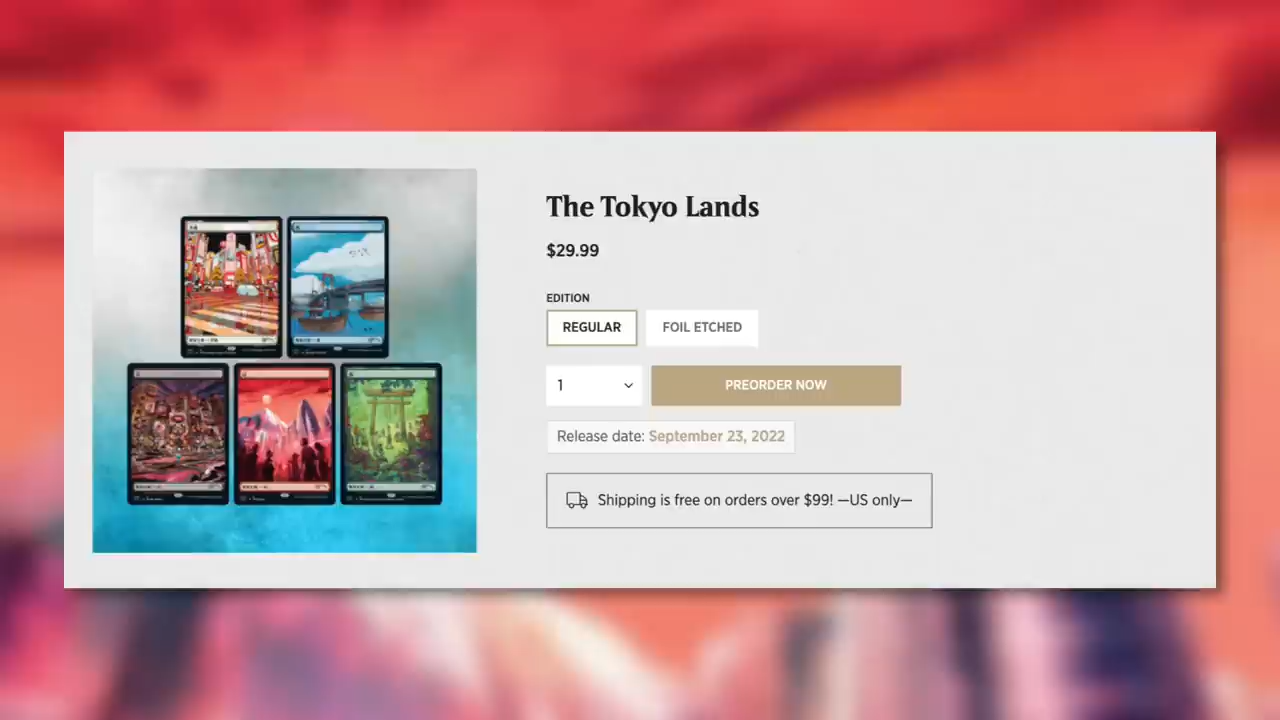 The Tokyo Lands
$29.99
EDITION
REGULAR
FOIL ETCHED
1
PREORDER NOW
Release date: September 23, 2022
Shipping is free on orders over $99! —US only—